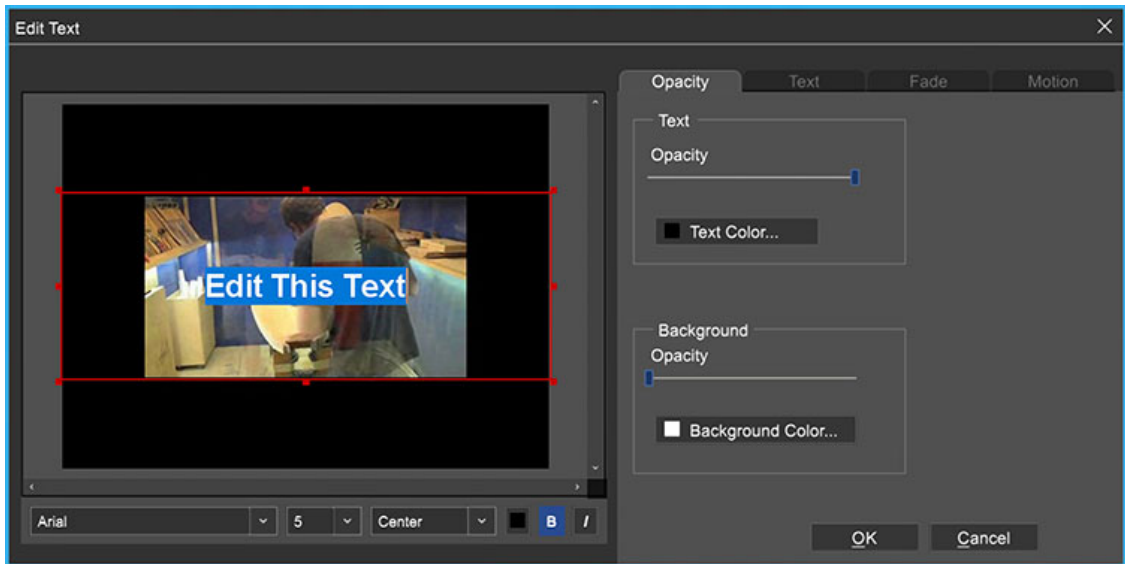 Edit Text
Opacity Text Fade Motion
Text
Opacity
Text Color...
Edit This Text
Background
Opacity
Background Color...
Arial 5 Center B I
OK Cancel